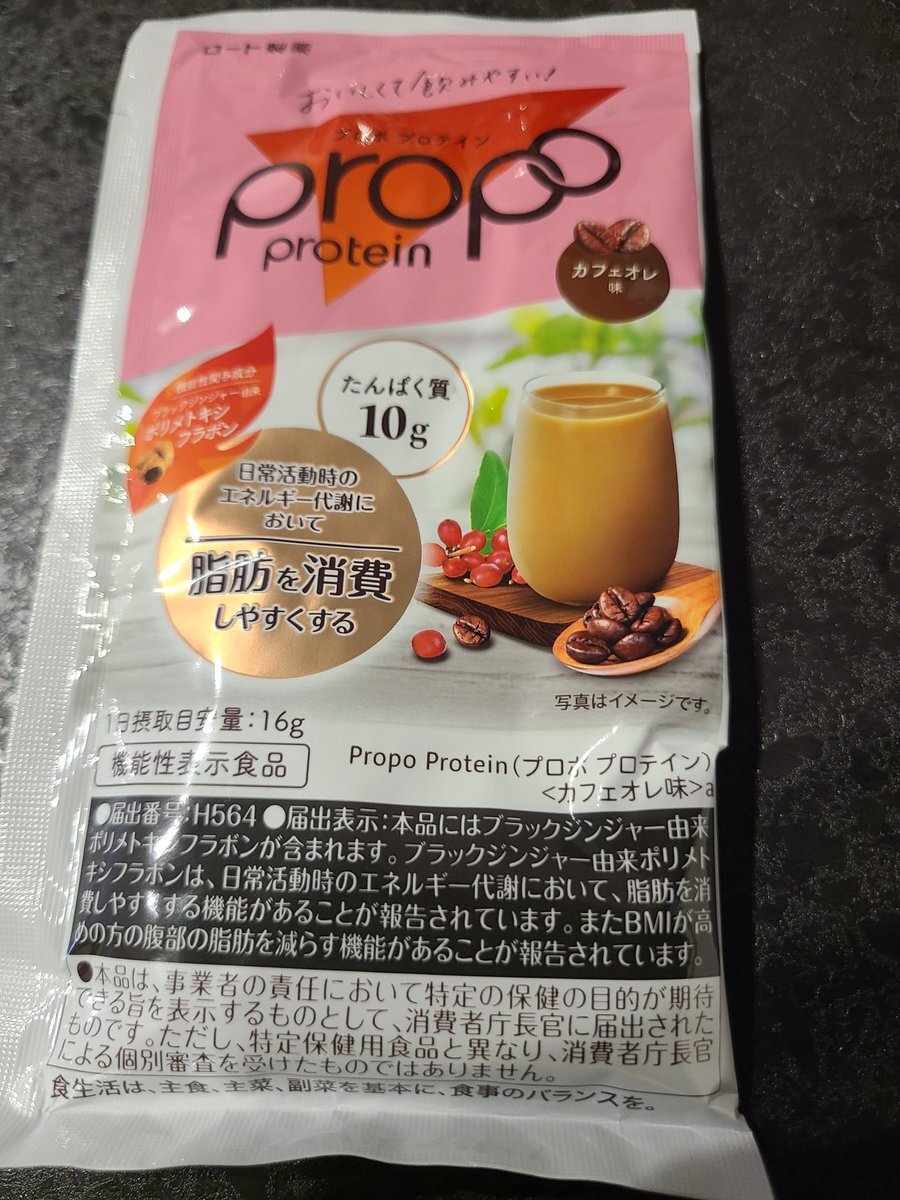 ロート製薬
おいしくて飲みやすい!
プロポ プロテイン
propo
protein
カフェオレ
味
機能性関与成分
ブラックジンジャー由来
ポリメトキシ
フラボン
たんぱく質
10g
日常活動時の
エネルギー代謝に
おいて
脂肪を消費
しやすくする
写真はイメージです。
1日摂取目安量:16g
機能性表示食品
Propo Protein(プロポ プロテイン)
<カフェオレ味>a
●届出番号:H564 ●届出表示:本品にはブラックジンジャー由来
ポリメトキシフラボンが含まれます。ブラックジンジャー由来ポリメト
キシフラボンは、日常活動時のエネルギー代謝において、脂肪を消
費しやすくする機能があることが報告されています。またBMIが高
めの方の腹部の脂肪を減らす機能があることが報告されています。
●本品は、事業者の責任において特定の保健の目的が期待
できる旨を表示するものとして、消費者庁長官に届出された
ものです。ただし、特定保健用食品と異なり、消費者庁長官
による個別審査を受けたものではありません。
食生活は、主食、主菜、副菜を基本に、食事のバランスを。